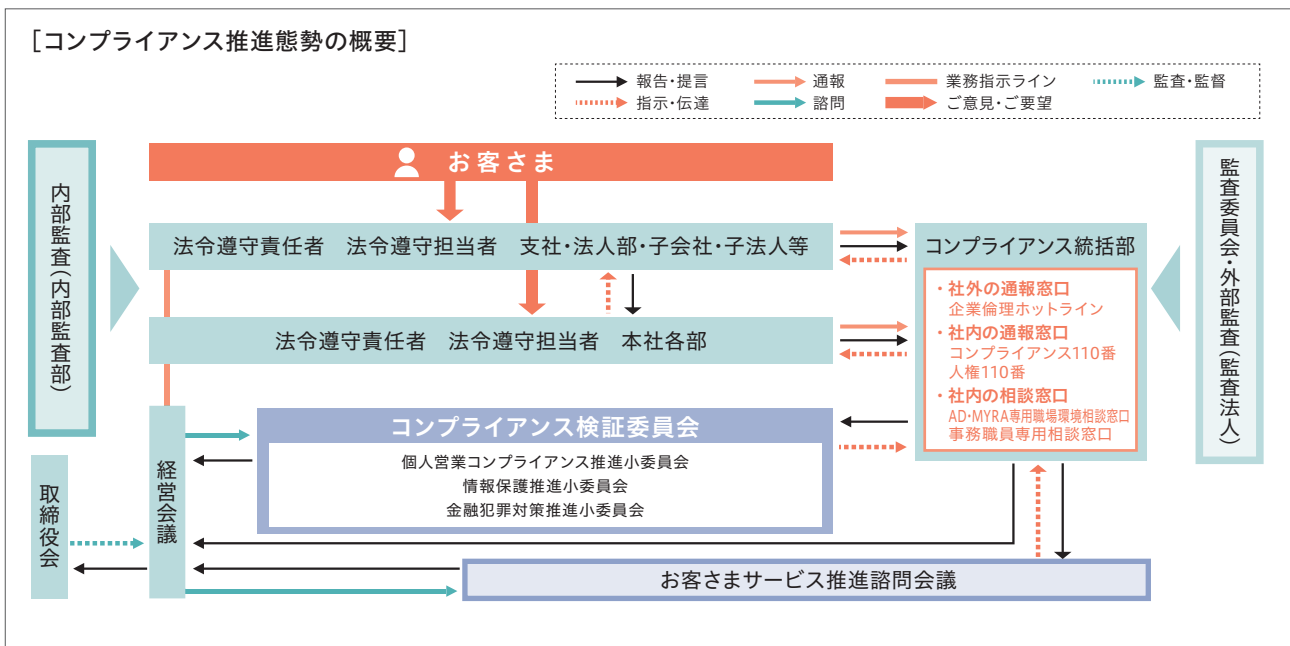 [コンプライアンス推進態勢の概要]
報告・提言
通報
業務指示ライン
監査・監督
指示・伝達
諮問
ご意見・ご要望
内部監査(内部監査部)
お客さま
監査委員会・外部監査(監査法人)
法令遵守責任者 法令遵守担当者 支社・法人部・子会社・子法人等
コンプライアンス統括部
・社外の通報窓口
企業倫理ホットライン
・社内の通報窓口
コンプライアンス110番
人権110番
・社内の相談窓口
AD・MYRA専用職場環境相談窓口
事務職員専用相談窓口
法令遵守責任者 法令遵守担当者 本社各部
コンプライアンス検証委員会
個人営業コンプライアンス推進小委員会
情報保護推進小委員会
金融犯罪対策推進小委員会
経営会議
取締役会
お客さまサービス推進諮問会議